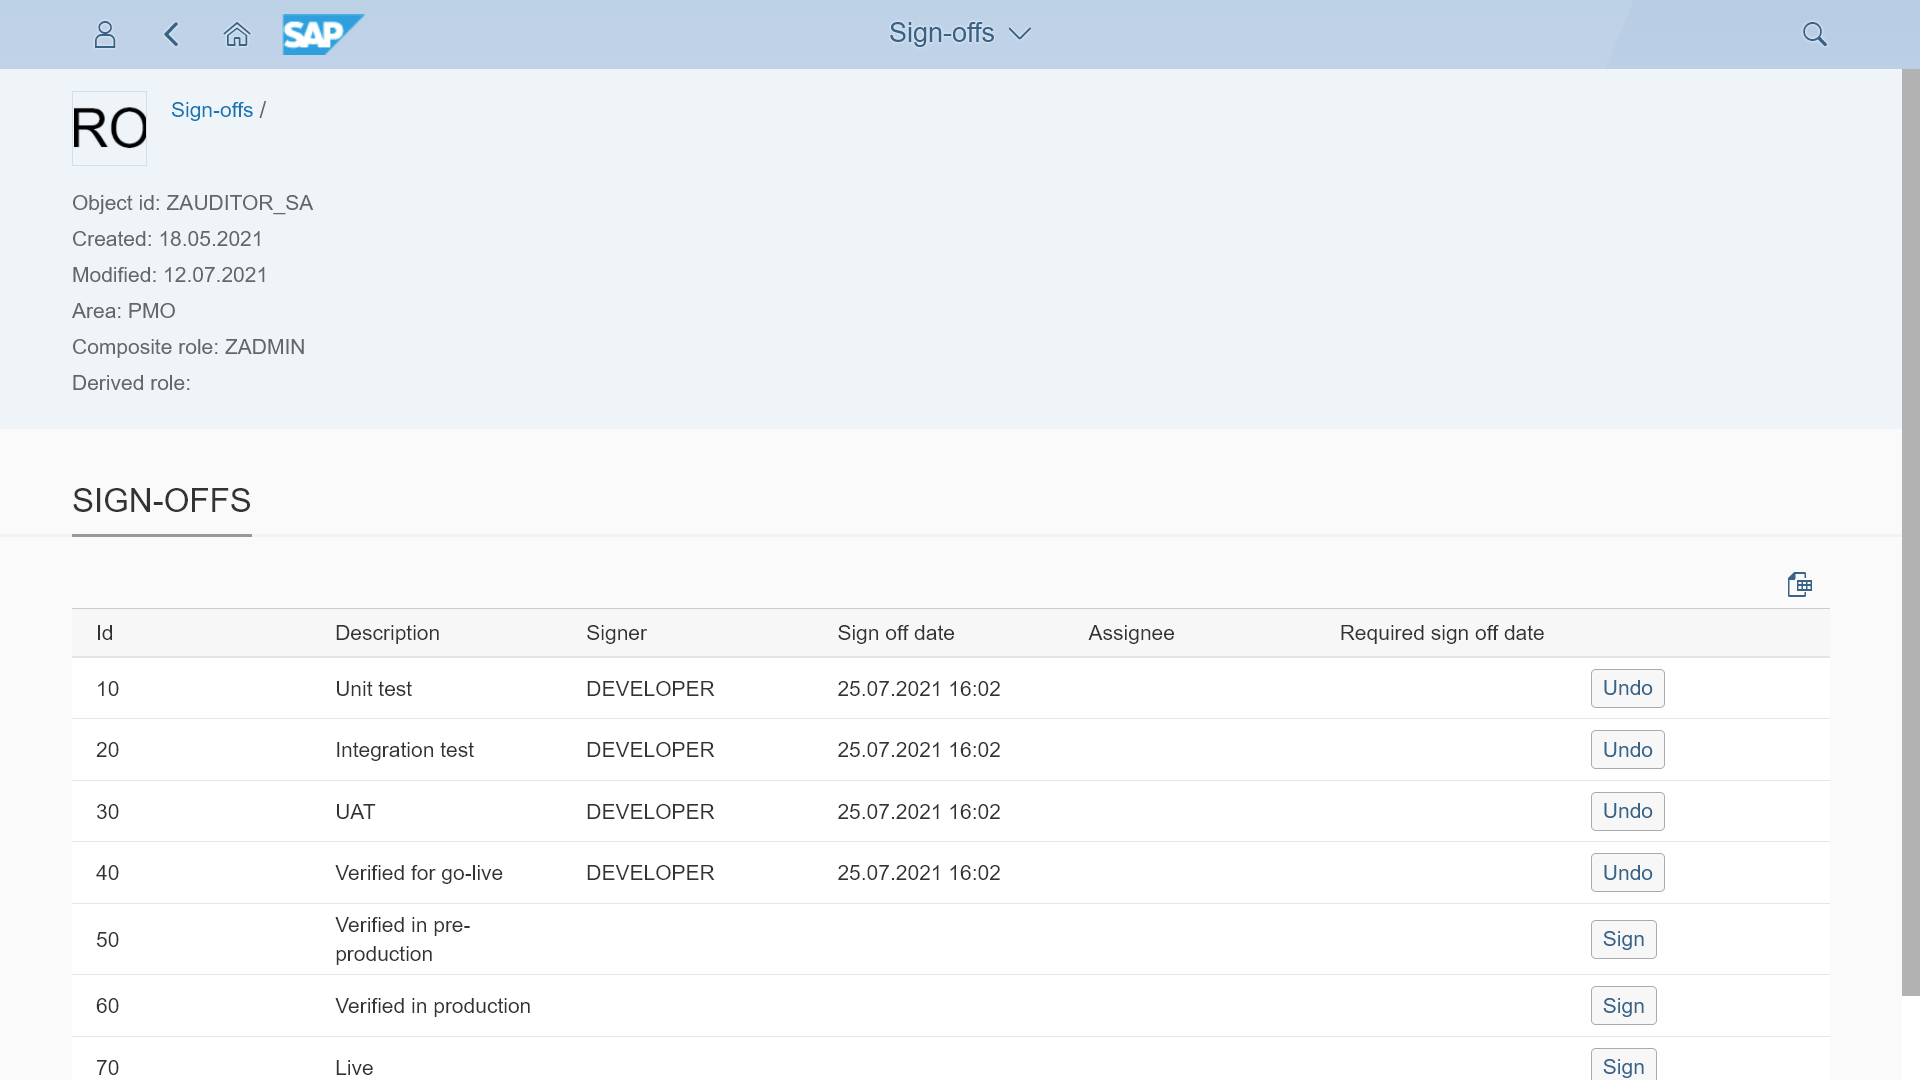 SAP
Sign-offs
RO
Sign-offs /
Object id: ZAUDITOR_SA
Created: 18.05.2021
Modified: 12.07.2021
Area: PMO
Composite role: ZADMIN
Derived role:
SIGN-OFFS
Id Description Signer Sign off date Assignee Required sign off date
10 Unit test DEVELOPER 25.07.2021 16:02 Undo
20 Integration test DEVELOPER 25.07.2021 16:02 Undo
30 UAT DEVELOPER 25.07.2021 16:02 Undo
40 Verified for go-live DEVELOPER 25.07.2021 16:02 Undo
50 Verified in pre-
production Sign
60 Verified in production Sign
70 Live Sign